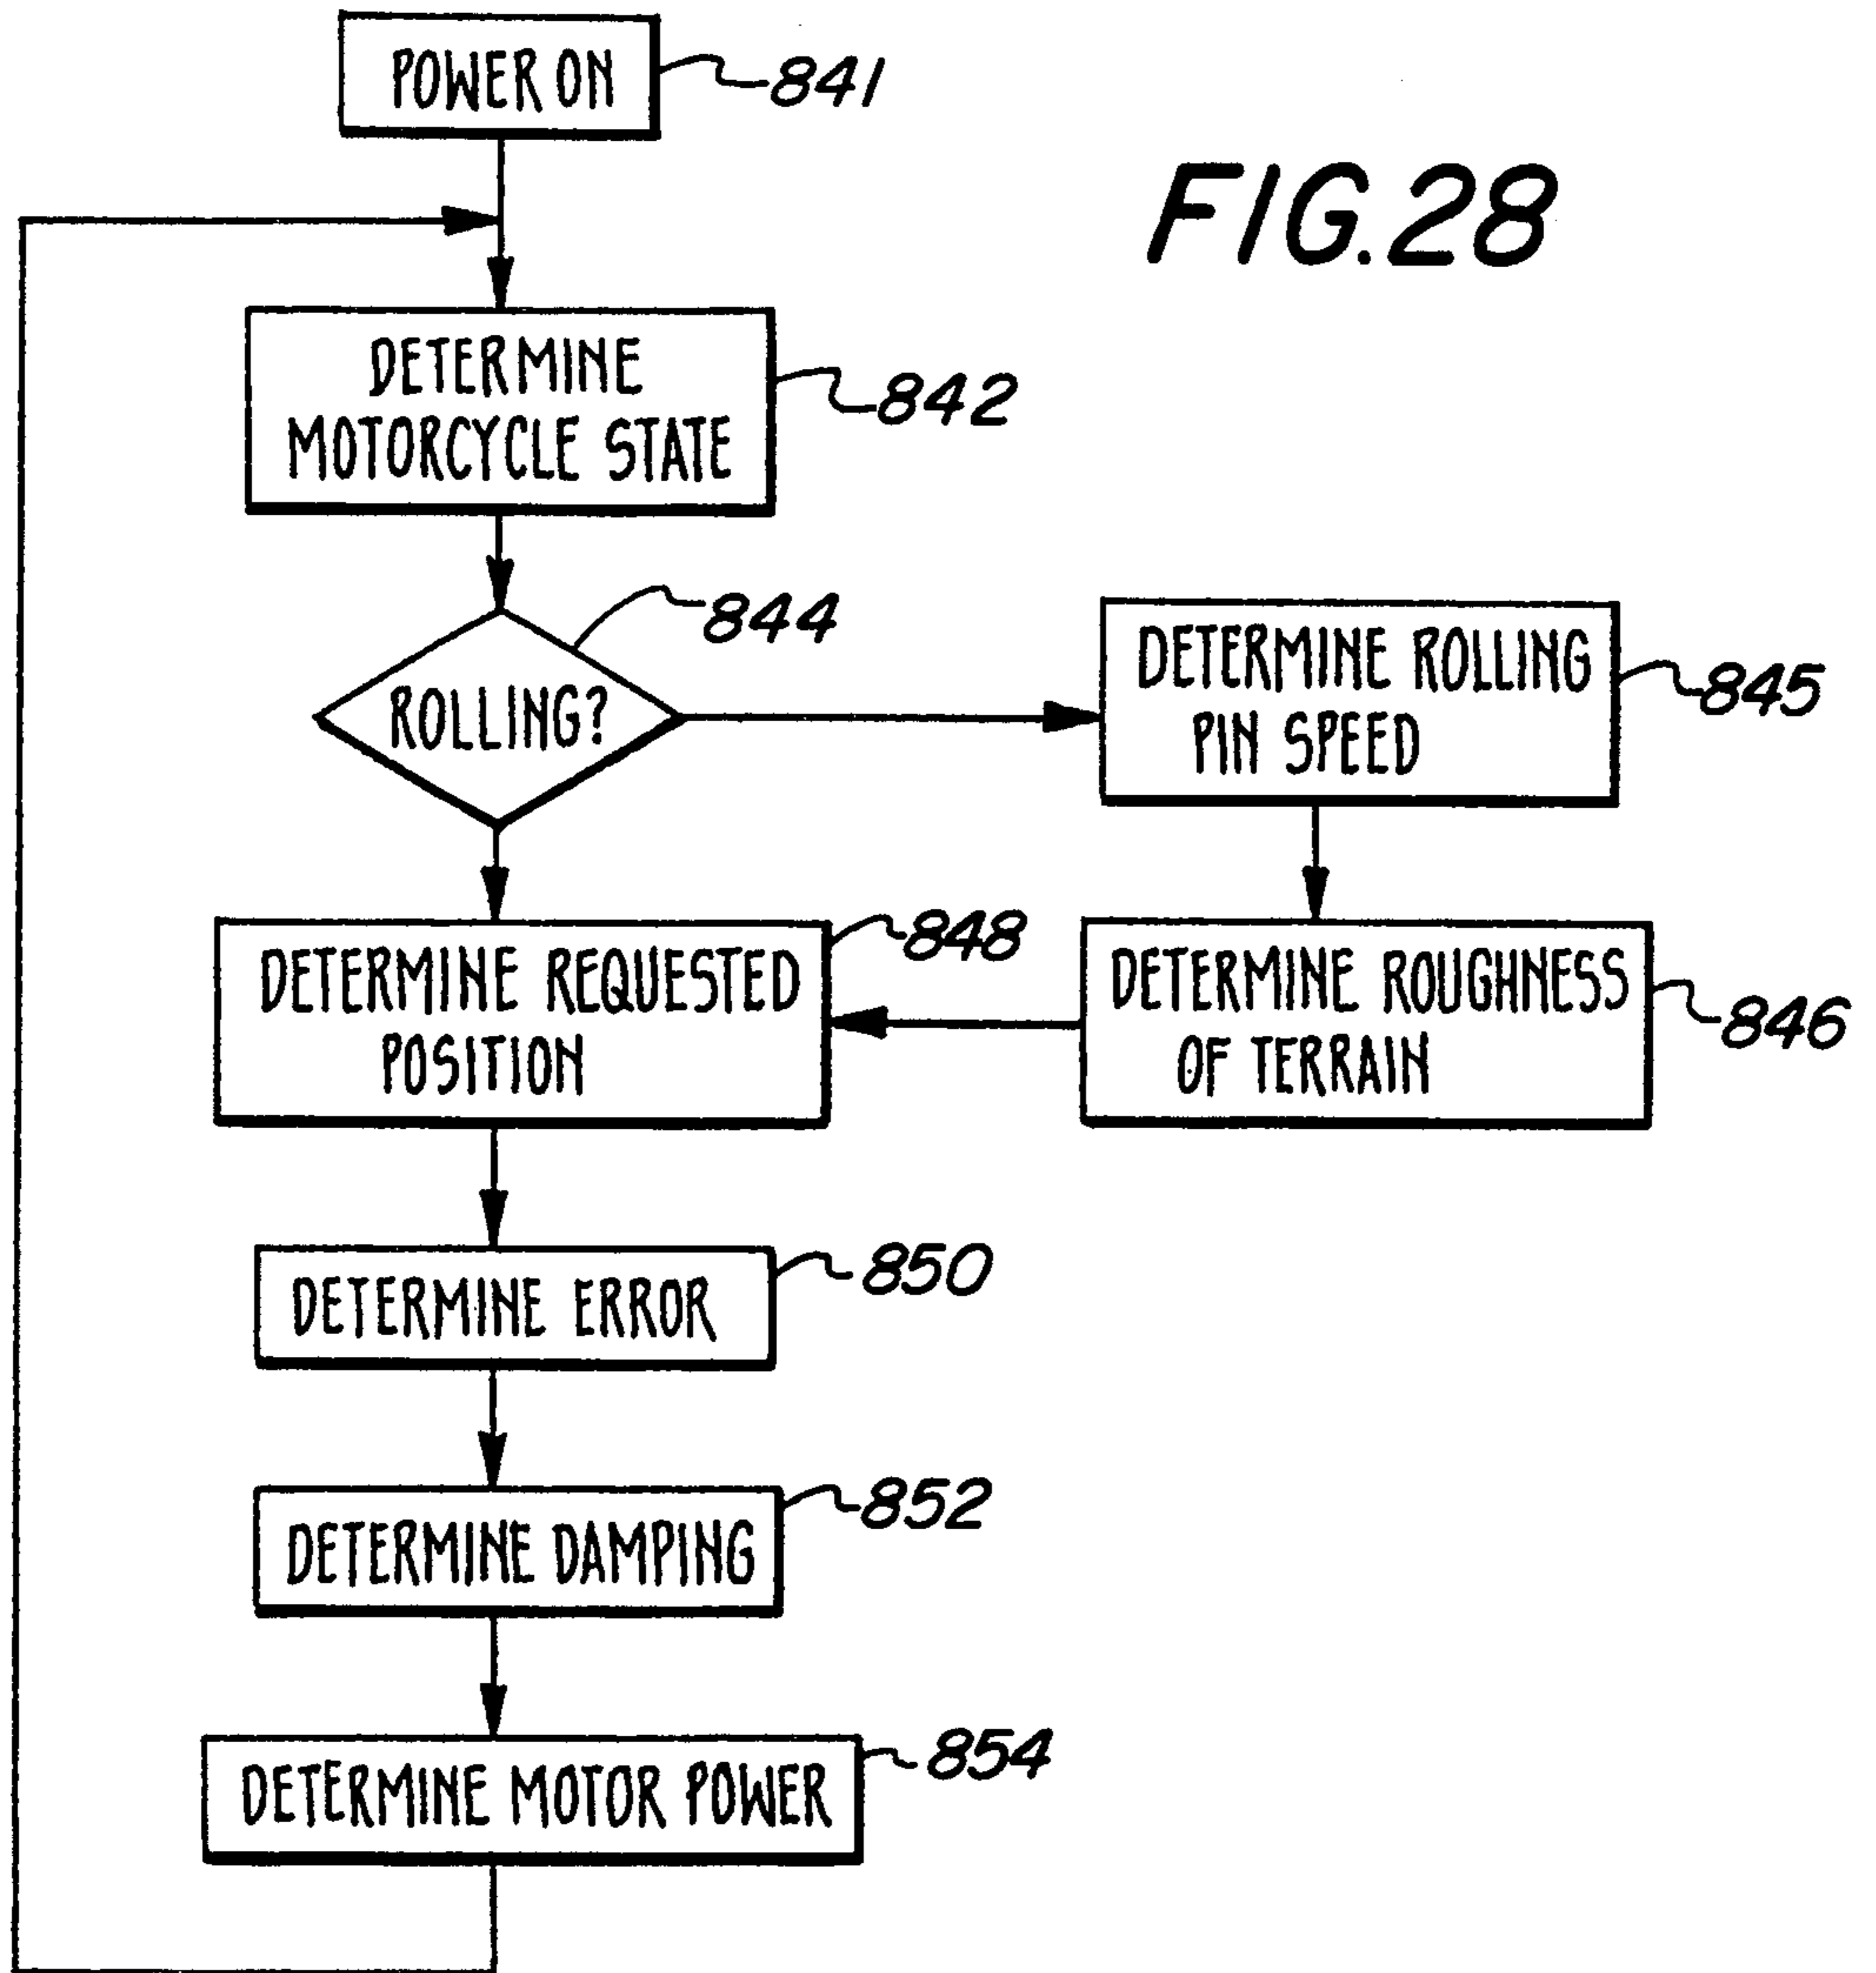 POWER ON
841
FIG.28
DETERMINE
MOTORCYCLE STATE
842
844
ROLLING?
DETERMINE ROLLING
PIN SPEED
845
DETERMINE REQUESTED
POSITION
848
DETERMINE ROUGHNESS
OF TERRAIN
846
DETERMINE ERROR
850
DETERMINE DAMPING
852
DETERMINE MOTOR POWER
854